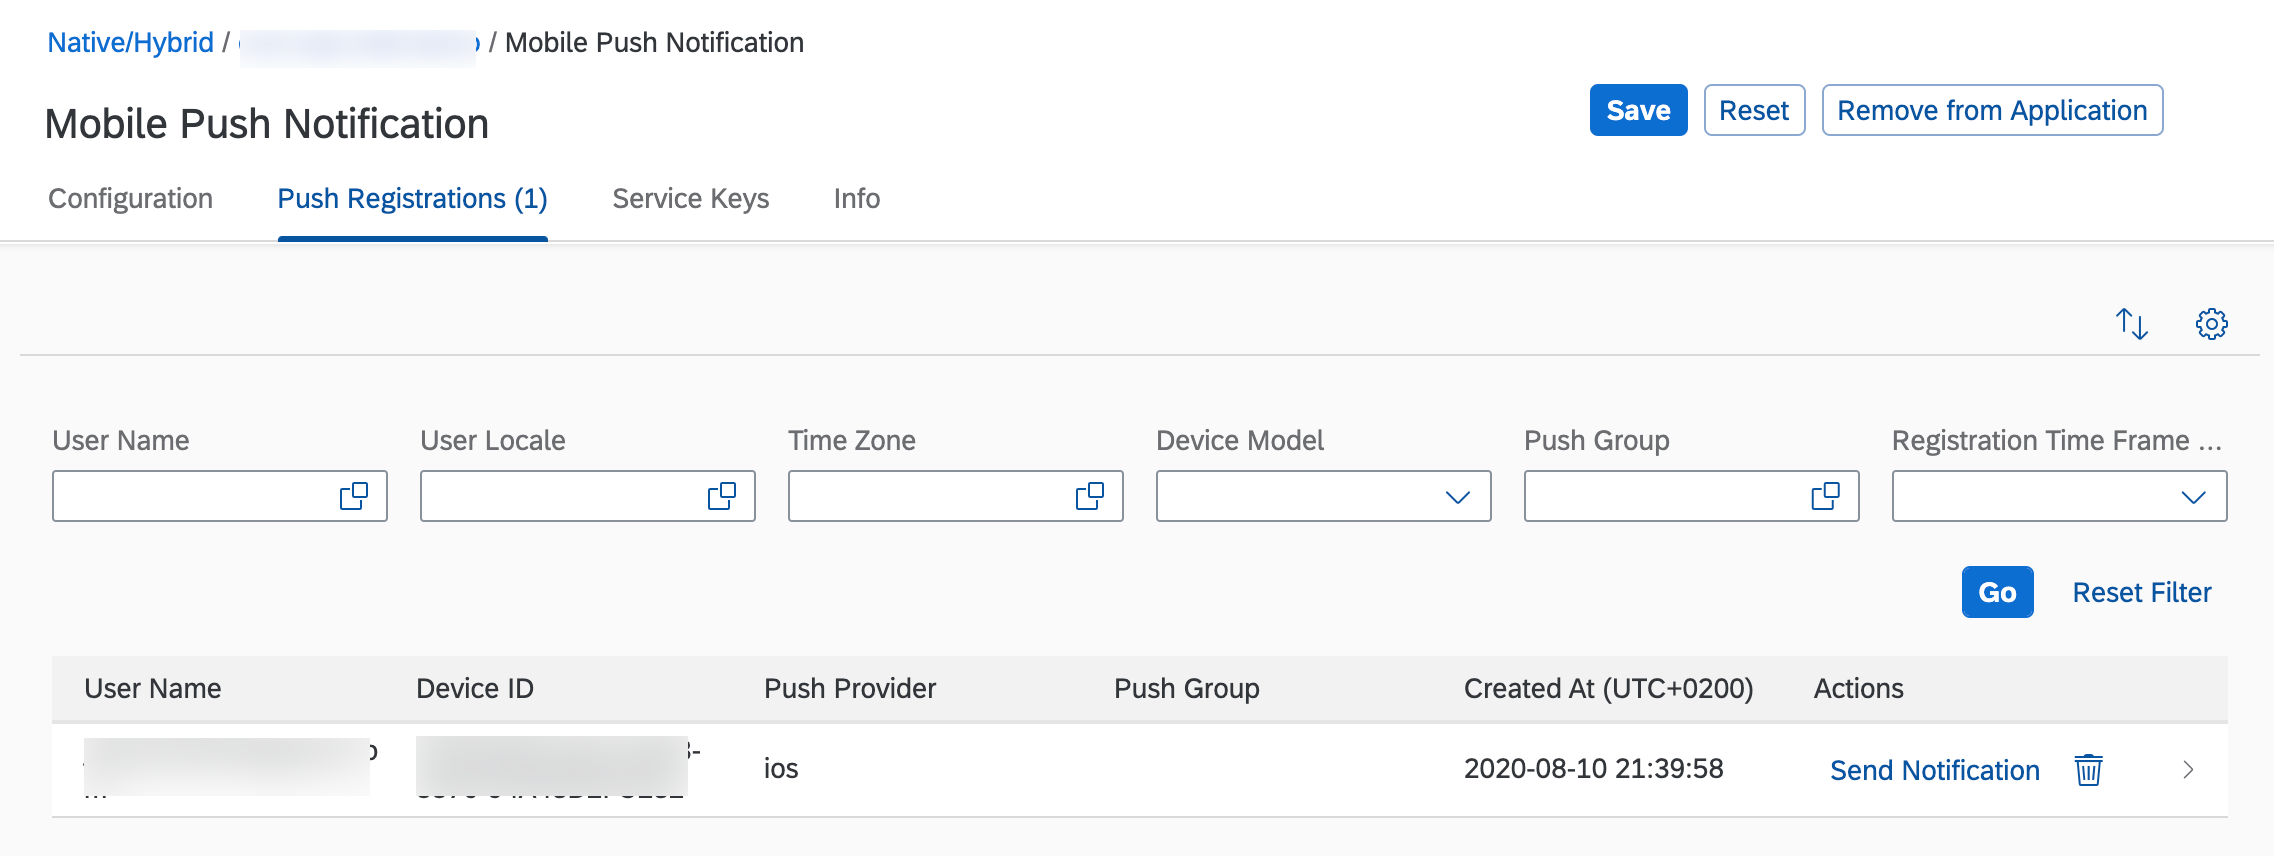 Native/Hybrid / / Mobile Push Notification
Mobile Push Notification
Save Reset Remove from Application
Configuration Push Registrations (1) Service Keys Info
User Name User Locale Time Zone Device Model Push Group Registration Time Frame ...
Go Reset Filter
User Name Device ID Push Provider Push Group Created At (UTC+0200) Actions
ios 2020-08-10 21:39:58 Send Notification